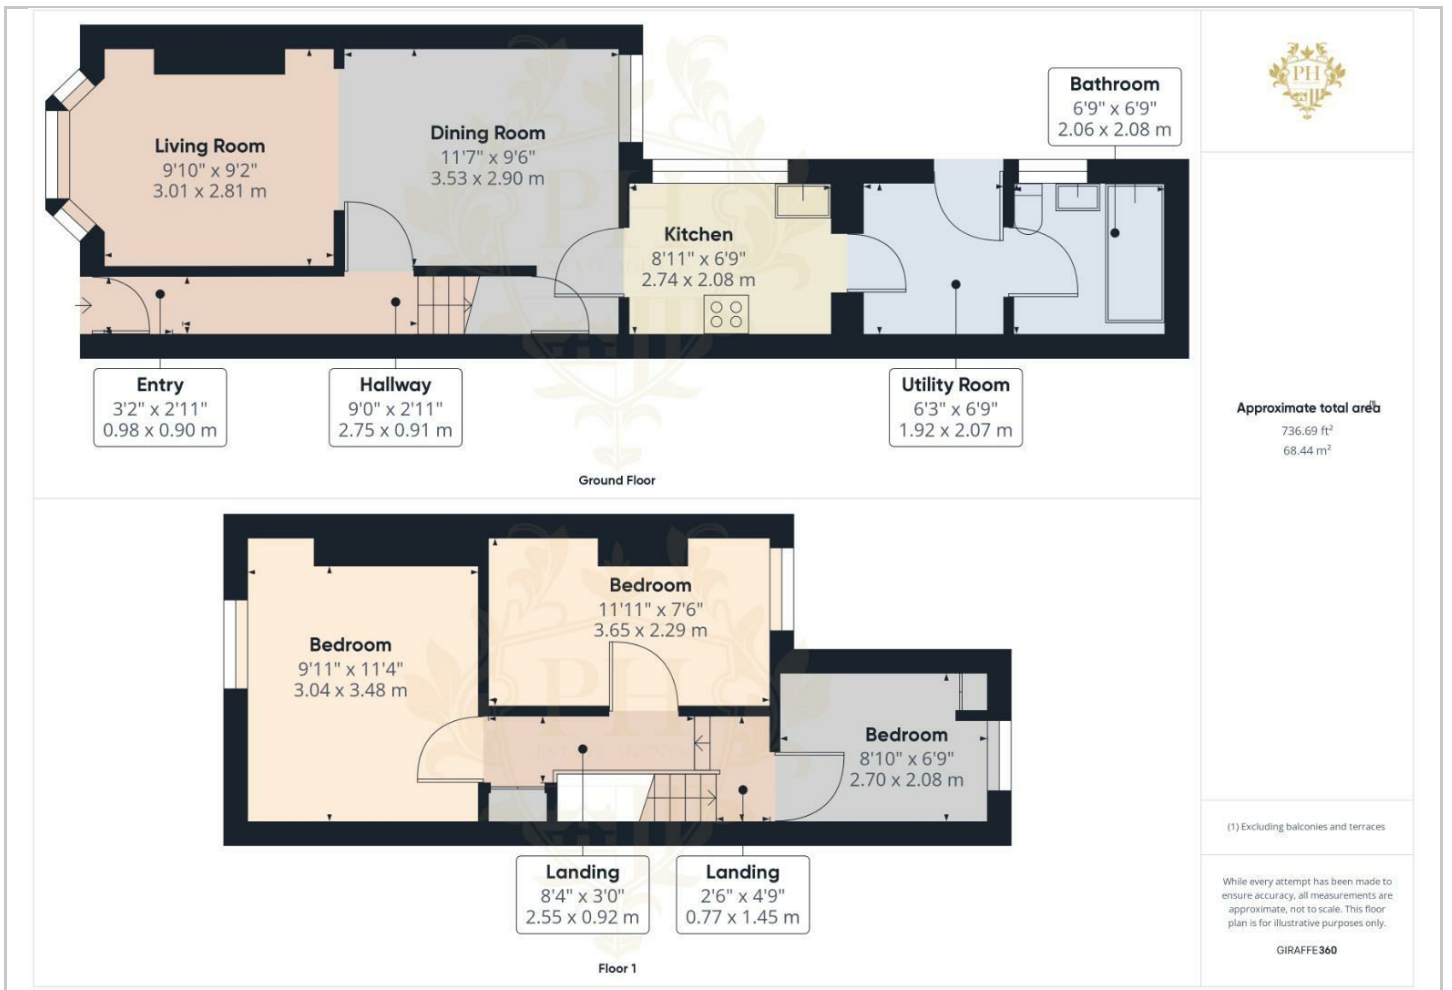 Living Room
9'10" x 9'2"
3.01 x 2.81 m
Dining Room
11'7" x 9'6"
3.53 x 2.90 m
Kitchen
8'11" x 6'9"
2.74 x 2.08 m
Bathroom
6'9" x 6'9"
2.06 x 2.08 m
Entry
3'2" x 2'11"
0.98 x 0.90 m
Hallway
9'0" x 2'11"
2.75 x 0.91 m
Utility Room
6'3" x 6'9"
1.92 x 2.07 m
Ground Floor
Bedroom
9'11" x 11'4"
3.04 x 3.48 m
Bedroom
11'11" x 7'6"
3.65 x 2.29 m
Bedroom
8'10" x 6'9"
2.70 x 2.08 m
Landing
8'4" x 3'0"
2.55 x 0.92 m
Landing
2'6" x 4'9"
0.77 x 1.45 m
Floor 1
PH
Approximate total area
736.69 ft²
68.44 m²
(1) Excluding balconies and terraces
While every attempt has been made to
ensure accuracy, all measurements are
approximate, not to scale. This floor
plan is for illustrative purposes only.
GIRAFFE360